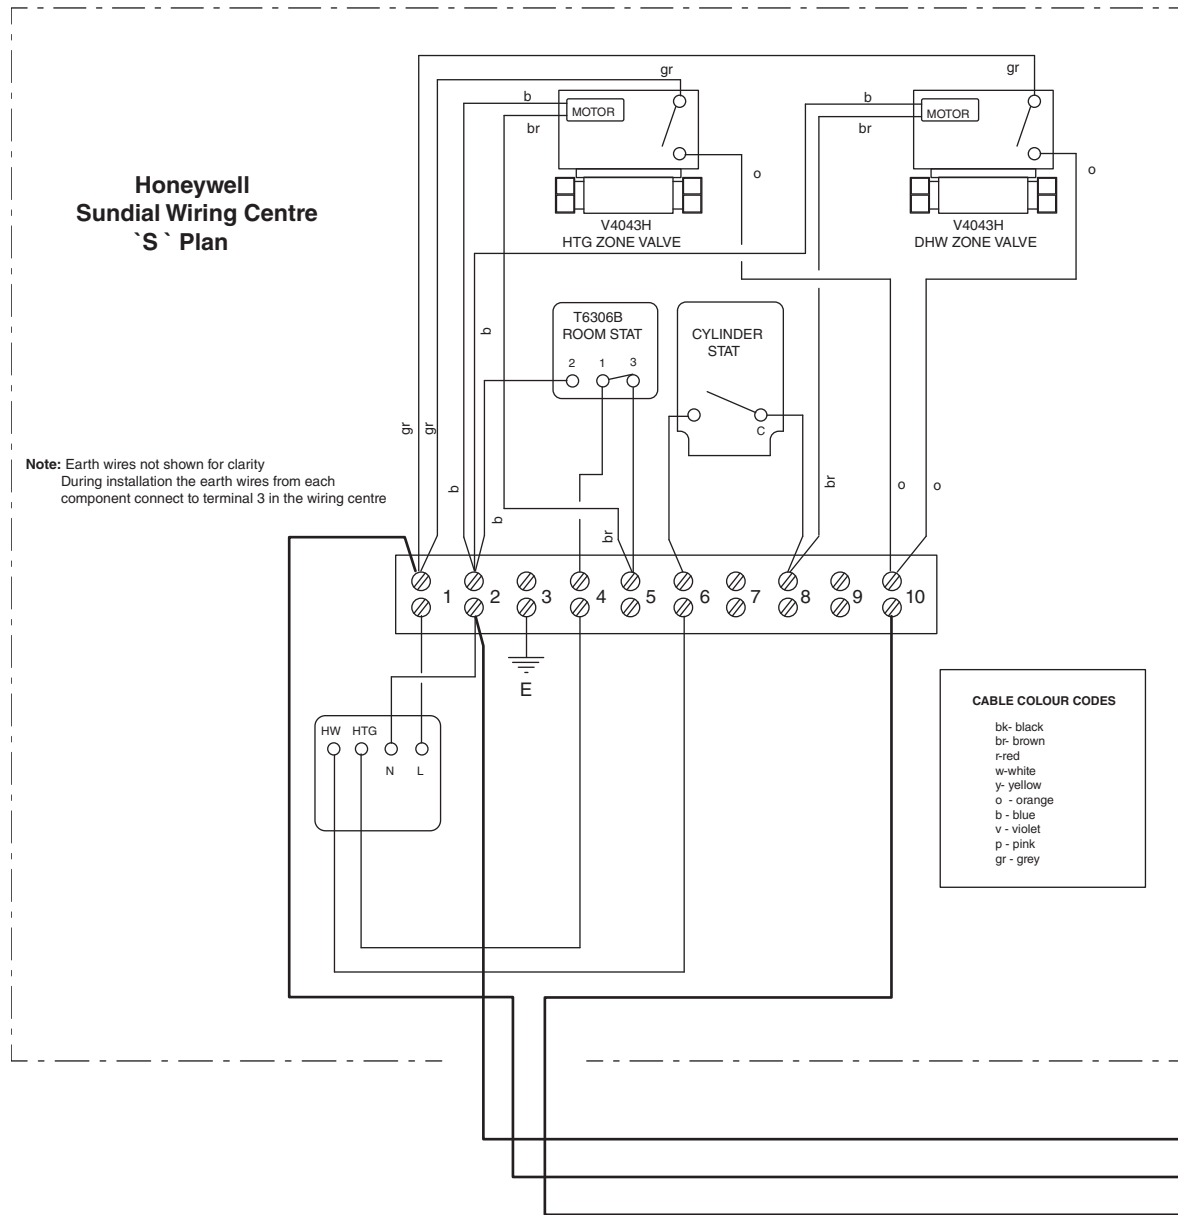 gr
gr
b
MOTOR
br
b
MOTOR
br
o
o
Honeywell
Sundial Wiring Centre
`S ` Plan
V4043H
HTG ZONE VALVE
V4043H
DHW ZONE VALVE
T6306B
ROOM STAT
2 1 3
CYLINDER
STAT
C
b
gr
gr
Note: Earth wires not shown for clarity
During installation the earth wires from each
component connect to terminal 3 in the wiring centre
b
b
br
br
o
o
1 2 3 4 5 6 7 8 9 10
E
HW HTG
N L
CABLE COLOUR CODES
bk- black
br- brown
r-red
w-white
y- yellow
o - orange
b - blue
v - violet
p - pink
gr - grey